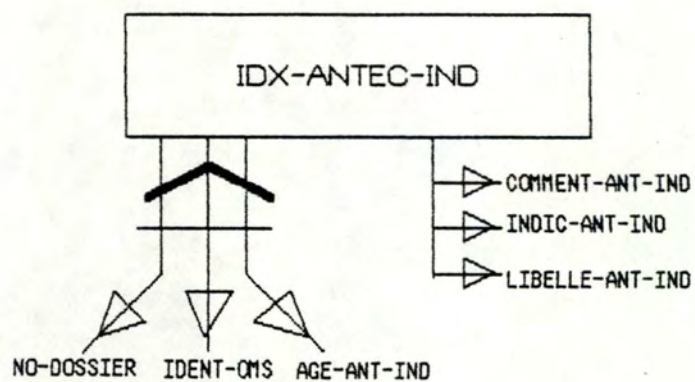 IDX-ANTEC-IND
COMMENT-ANT-IND
INDIC-ANT-IND
LIBELLE-ANT-IND
NO-DOSSIER IDENT-OMS AGE-ANT-IND